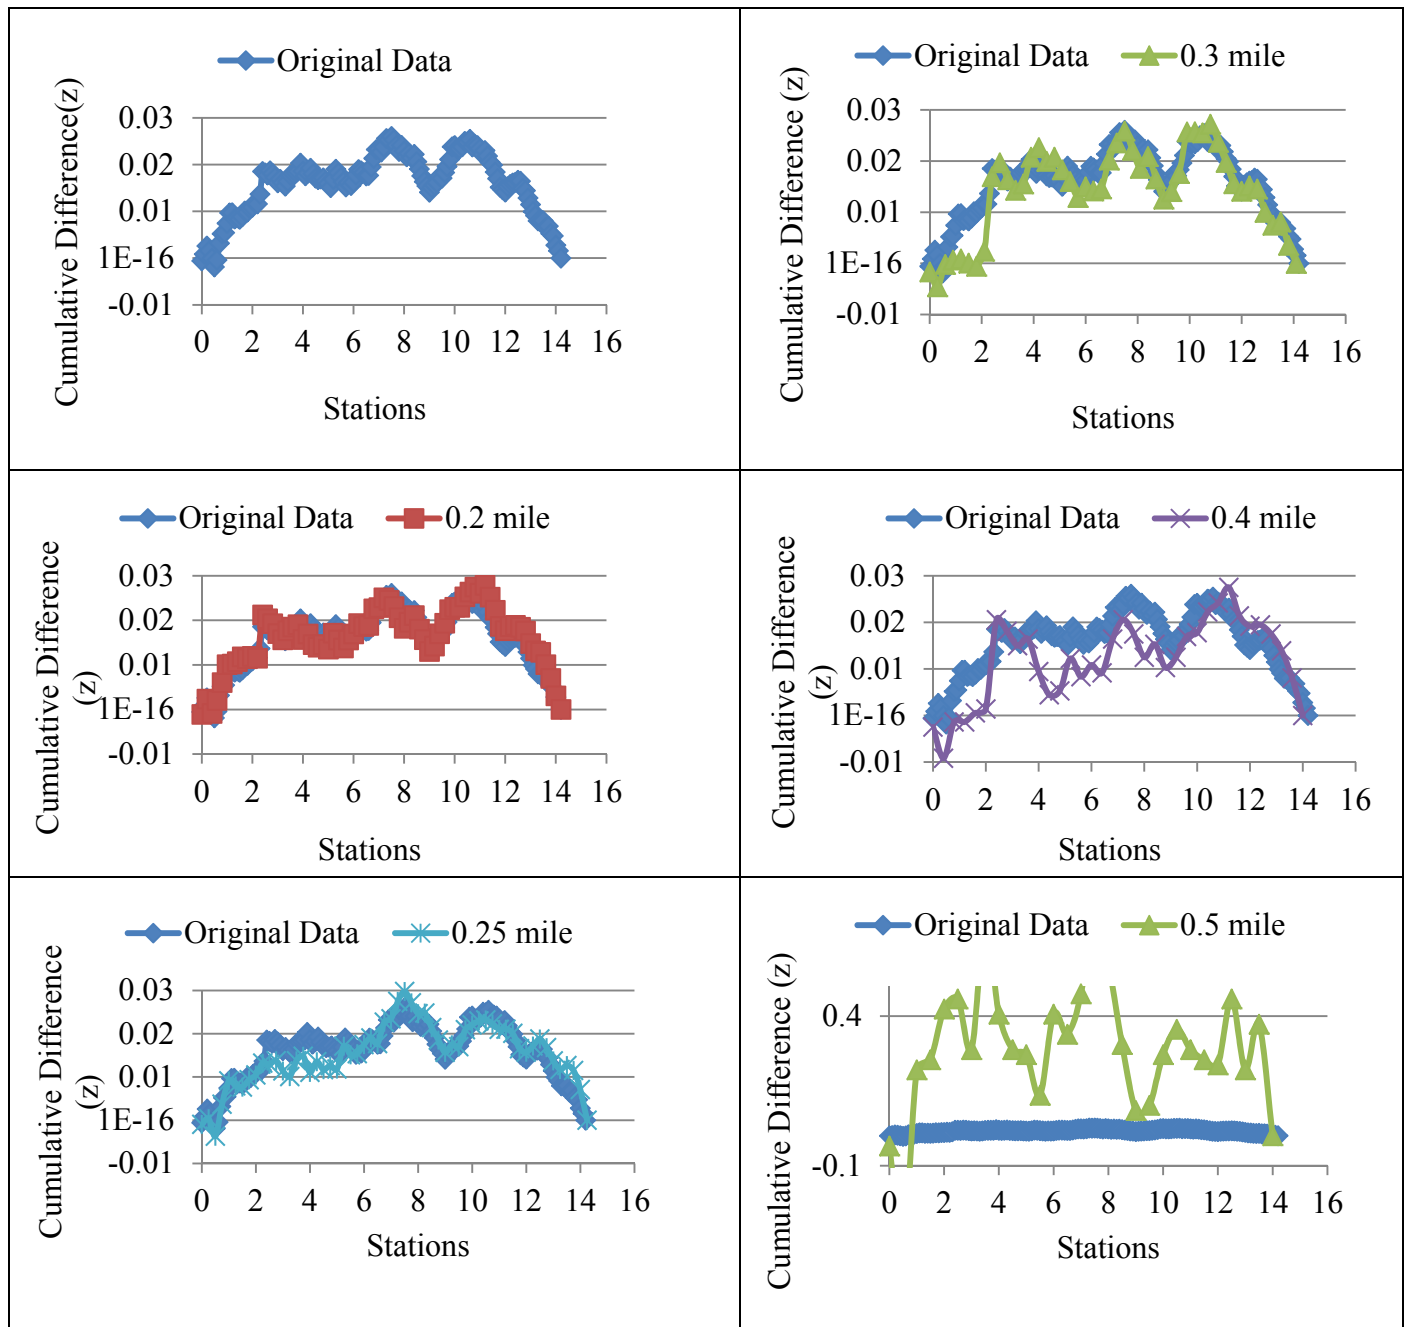 Original Data
Cumulative Difference(z)
0.03
0.02
0.01
1E-16
-0.01
0 2 4 6 8 10 12 14 16
Stations
Original Data 0.3 mile
Cumulative Difference (z)
0.03
0.02
0.01
1E-16
-0.01
0 2 4 6 8 10 12 14 16
Stations
Original Data 0.2 mile
Cumulative Difference
(z)
0.03
0.02
0.01
1E-16
-0.01
0 2 4 6 8 10 12 14 16
Stations
Original Data 0.4 mile
Cumulative Difference
(z)
0.03
0.02
0.01
1E-16
-0.01
0 2 4 6 8 10 12 14 16
Stations
Original Data 0.25 mile
Cumulative Difference
(z)
0.03
0.02
0.01
1E-16
-0.01
0 2 4 6 8 10 12 14 16
Stations
Original Data 0.5 mile
Cumulative Difference (z)
0.4
-0.1
0 2 4 6 8 10 12 14 16
Stations